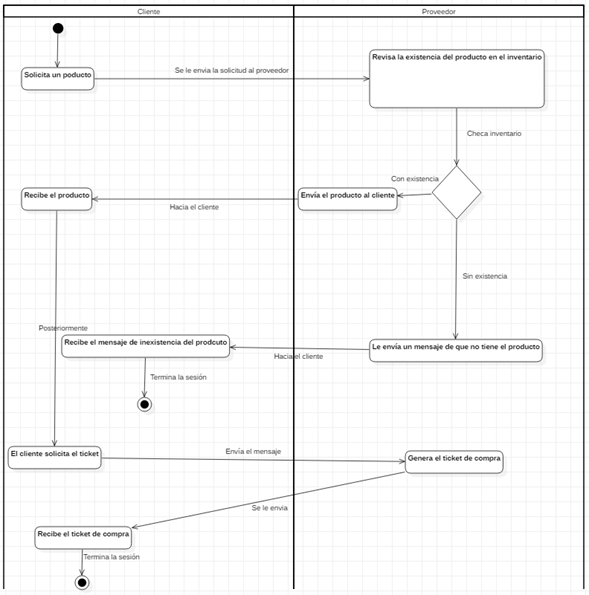 Cliente
Proveedor
Solicita un poducto
Se le envia la solicitud al proveedor
Revisa la existencia del producto en el inventario
Checa inventario
Con existencia
Recibe el producto
Hacia el cliente
Envía el producto al cliente
Sin existencia
Posteriormente
Recibe el mensaje de inexistencia del prodcuto
Hacia el cliente
Le envía un mensaje de que no tiene el producto
Termina la sesión
El cliente solicita el ticket
Envía el mensaje
Genera el ticket de compra
Se le envia
Recibe el ticket de compra
Termina la sesión